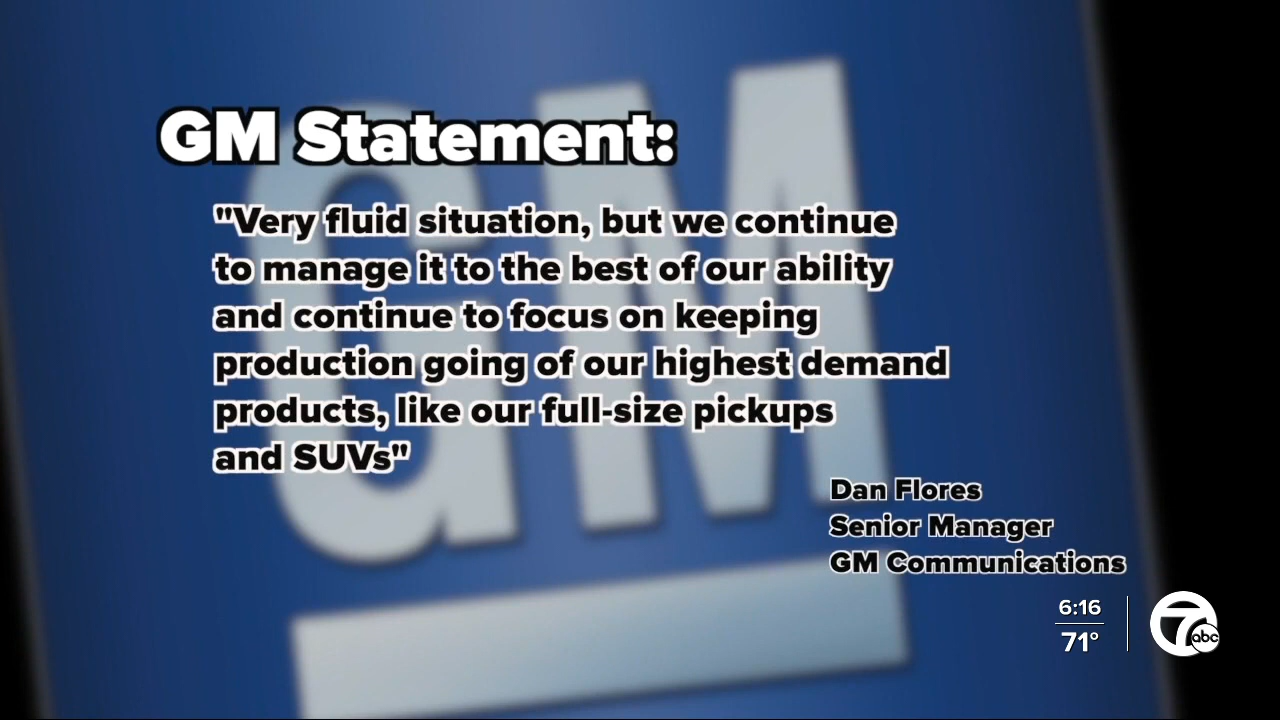 GM Statement:
"Very fluid situation, but we continue
to manage it to the best of our ability
and continue to focus on keeping
production going of our highest demand
products, like our full-size pickups
and SUVs"
Dan Flores
Senior Manager
GM Communications
6:16
71°
7
abc
GM